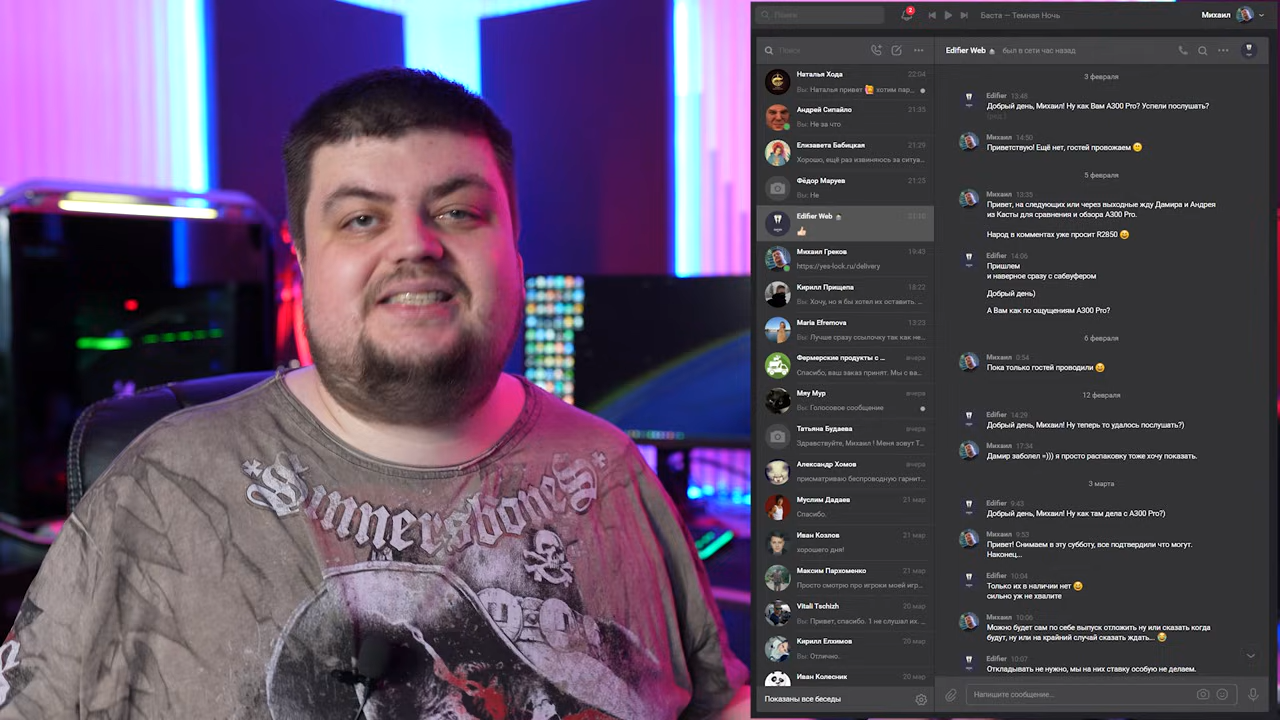 Поиск
2
Баста — Темная Ночь
Михаил
Поиск
Edifier Web
был в сети час назад
Наталья Хода 22:04
Вы: Наталья привет 🥰 хотим пар...
Андрей Сипайло 21:35
Вы: Не за что
Елизавета Бабицкая 21:29
Хорошо, ещё раз извиняюсь за ситуа...
Фёдор Маруев 21:25
Вы: Не
Edifier Web 21:10
👍🏻
Михаил Греков 19:43
https://yes-lock.ru/delivery
Кирилл Прищепа 18:22
Вы: Хочу, но я бы хотел их оставить. ...
Maria Efremova 13:23
Вы: Лучше сразу ссылочку так как не...
Фермерские продукты с ... вчера
Спасибо, ваш заказ принят. Мы с ва...
Мяу Мур вчера
Вы: Голосовое сообщение
Татьяна Будаева вчера
Здравствуйте, Михаил ! Меня зовут Т...
Александр Хомов вчера
присматриваю беспроводную гарнит...
Муслим Дадаев 21 мар
Спасибо.
Иван Козлов 21 мар
хорошего дня!
Максим Пархоменко 21 мар
Просто смотрю про игроки моей игр...
Vitali Tschizh 20 мар
Вы: Привет, спасибо. 1 не слушал их. ...
Кирилл Елхимов 20 мар
Вы: Отлично.
Иван Колесник 20 мар
Показаны все беседы
3 февраля
Edifier 13:48
Добрый день, Михаил! Ну как Вам A300 Pro? Успели послушать?
(ред.)
Михаил 14:50
Приветствую! Ещё нет, гостей провожаем 🙂
5 февраля
Михаил 13:35
Привет, на следующих или через выходные жду Дамира и Андрея
из Касты для сравнения и обзора A300 Pro.
Народ в комментах уже просит R2850 😄
Edifier 14:06
Пришлем
и наверное сразу с сабвуфером
Добрый день)
А Вам как по ощущениям A300 Pro?
6 февраля
Михаил 0:54
Пока только гостей проводили 😄
12 февраля
Edifier 14:29
Добрый день, Михаил! Ну теперь то удалось послушать?)
Михаил 17:34
Дамир заболел =))) я просто распаковку тоже хочу показать.
3 марта
Edifier 9:43
Добрый день, Михаил! Ну как там дела с A300 Pro?)
Михаил 9:53
Привет! Снимаем в эту субботу, все подтвердили что могут.
Наконец...
Edifier 10:04
Только их в наличии нет 😄
сильно уж не хвалите
Михаил 10:06
Можно будет сам по себе выпуск отложить ну или сказать когда
будут, ну или на крайний случай сказать ждать... 😂
Edifier 10:07
Откладывать не нужно, мы на них ставку особую не делаем.
Напишите сообщение...